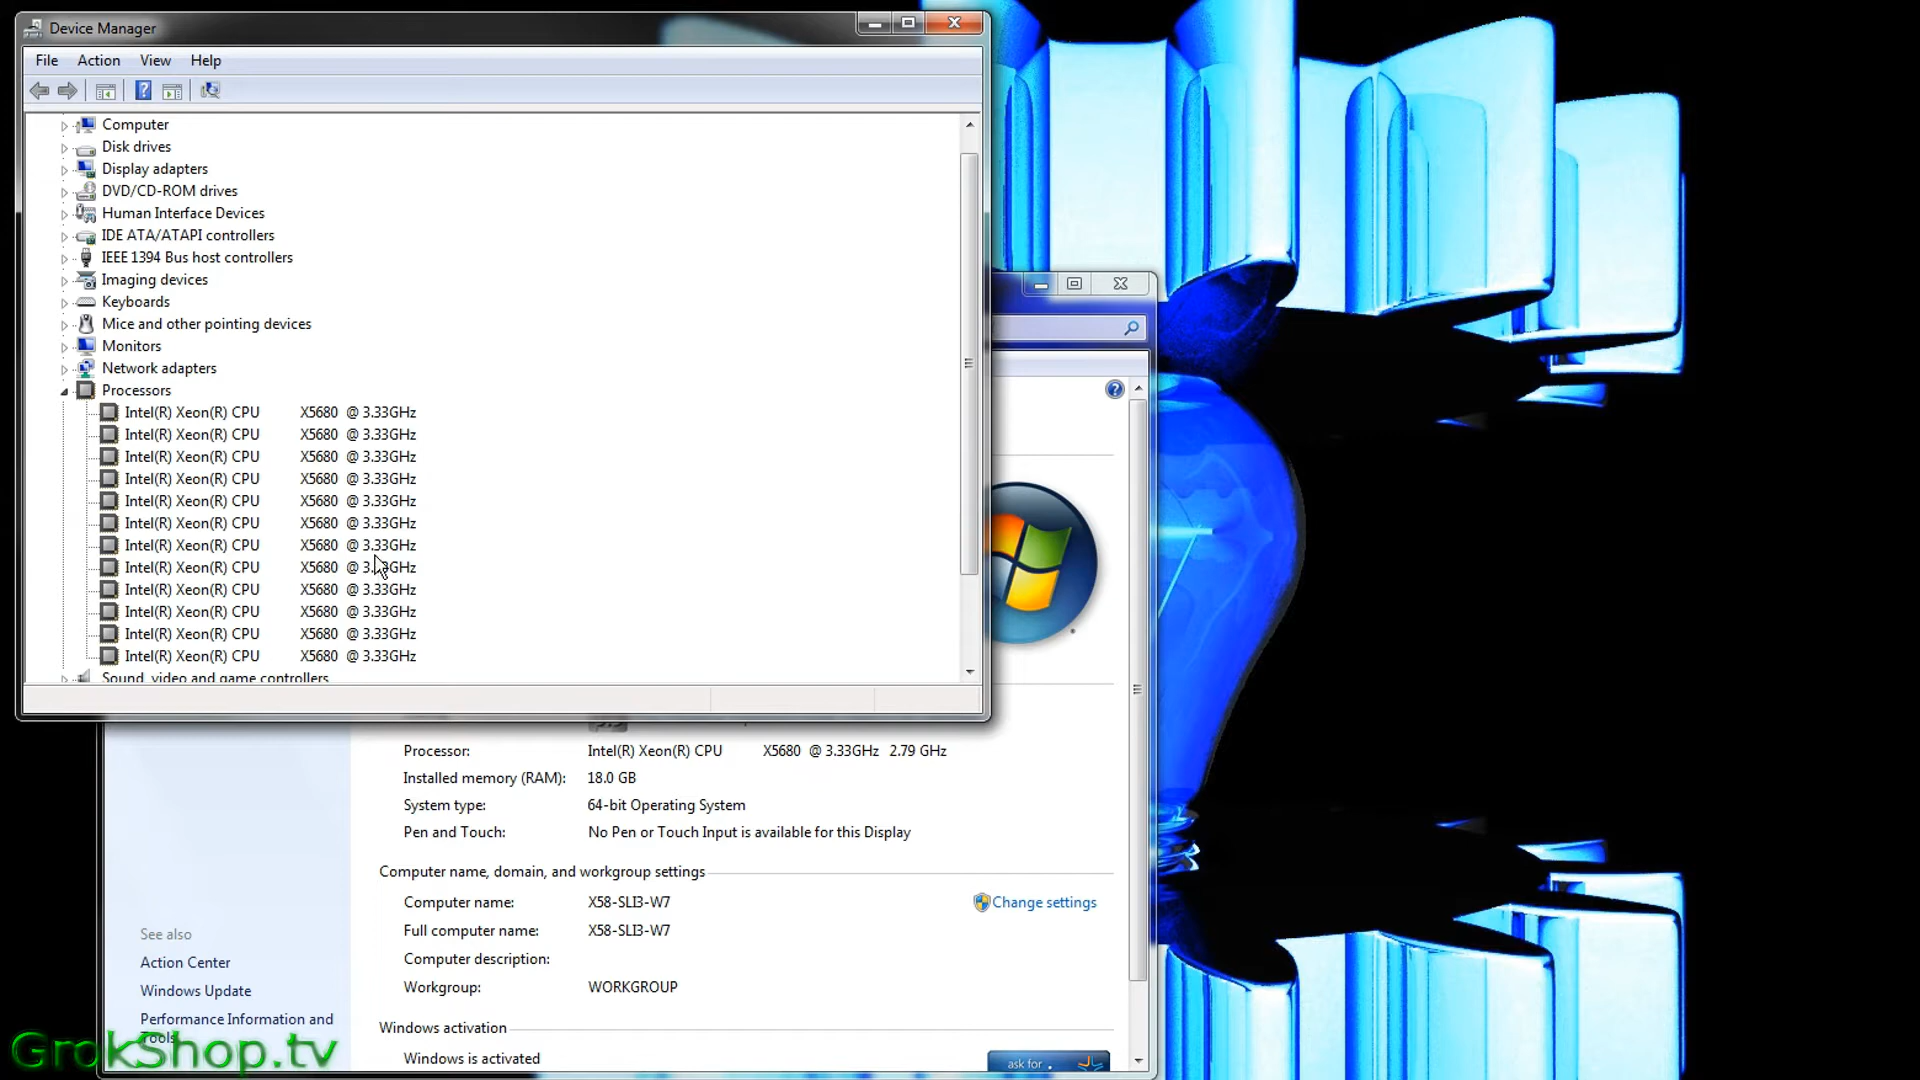 Device Manager
File Action View Help
Computer
Disk drives
Display adapters
DVD/CD-ROM drives
Human Interface Devices
IDE ATA/ATAPI controllers
IEEE 1394 Bus host controllers
Imaging devices
Keyboards
Mice and other pointing devices
Monitors
Network adapters
Processors
Intel(R) Xeon(R) CPU X5680 @ 3.33GHz
Intel(R) Xeon(R) CPU X5680 @ 3.33GHz
Intel(R) Xeon(R) CPU X5680 @ 3.33GHz
Intel(R) Xeon(R) CPU X5680 @ 3.33GHz
Intel(R) Xeon(R) CPU X5680 @ 3.33GHz
Intel(R) Xeon(R) CPU X5680 @ 3.33GHz
Intel(R) Xeon(R) CPU X5680 @ 3.33GHz
Intel(R) Xeon(R) CPU X5680 @ 3.33GHz
Intel(R) Xeon(R) CPU X5680 @ 3.33GHz
Intel(R) Xeon(R) CPU X5680 @ 3.33GHz
Intel(R) Xeon(R) CPU X5680 @ 3.33GHz
Intel(R) Xeon(R) CPU X5680 @ 3.33GHz
Sound, video and game controllers
Processor: Intel(R) Xeon(R) CPU X5680 @ 3.33GHz 2.79 GHz
Installed memory (RAM): 18.0 GB
System type: 64-bit Operating System
Pen and Touch: No Pen or Touch Input is available for this Display
Computer name, domain, and workgroup settings
Computer name: X58-SLI3-W7
Change settings
Full computer name: X58-SLI3-W7
Computer description:
Workgroup: WORKGROUP
Windows activation
Windows is activated
ask for
See also
Action Center
Windows Update
Performance Information and
Tools
GrokShop.tv